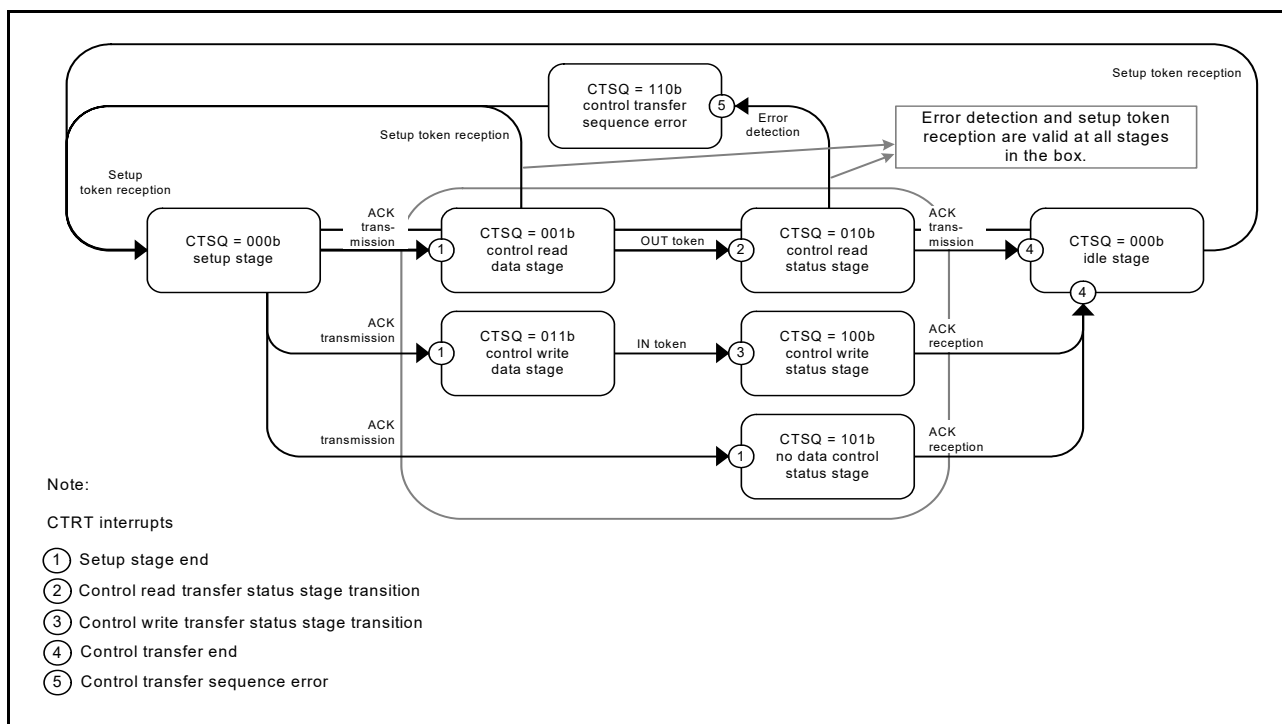 Setup token reception
CTSQ = 110b
control transfer
sequence error
5
Error
detection
Error detection and setup token
reception are valid at all stages
in the box.
Setup token reception
Setup
token reception
CTSQ = 000b
setup stage
ACK
trans-
mission
1
CTSQ = 001b
control read
data stage
OUT token
2
CTSQ = 010b
control read
status stage
ACK
trans-
mission
4
CTSQ = 000b
idle stage
4
ACK
transmission
1
CTSQ = 011b
control write
data stage
IN token
3
CTSQ = 100b
control write
status stage
ACK
reception
ACK
transmission
1
CTSQ = 101b
no data control
status stage
ACK
reception
Note:
CTRT interrupts
1 Setup stage end
2 Control read transfer status stage transition
3 Control write transfer status stage transition
4 Control transfer end
5 Control transfer sequence error